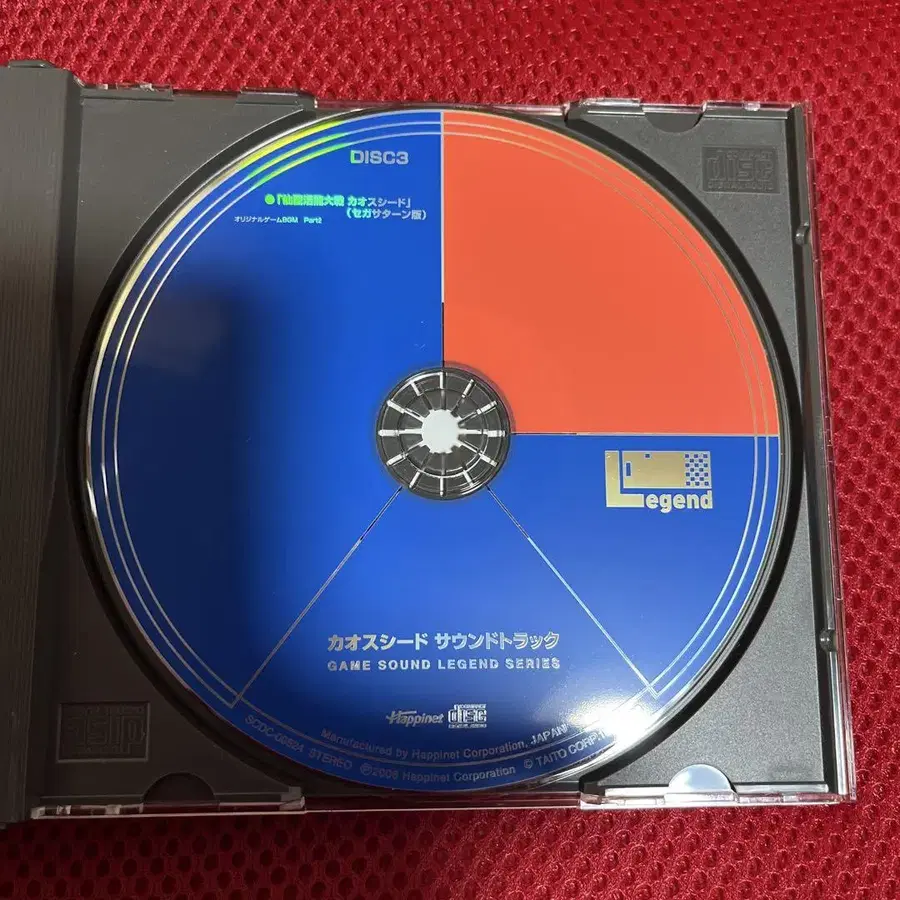 DISC3
●「仙窟活龍大戦 カオスシード」
(セガサターン版)
オリジナルゲームBGM Part2
Legend
カオスシード サウンドトラック
GAME SOUND LEGEND SERIES
Happinet
Manufactured by Happinet Corporation, JAPAN
STEREO ℗2006 Happinet Corporation © TAITO CORP.